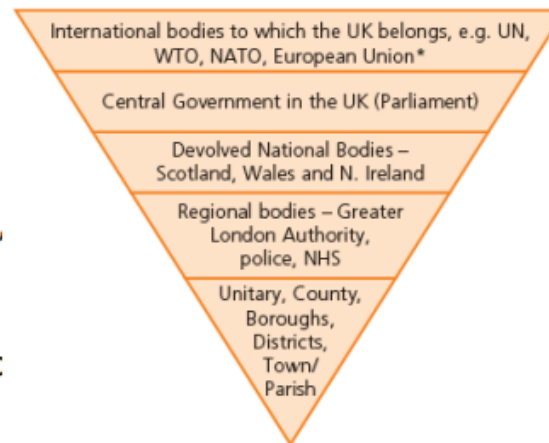 International bodies to which the UK belongs, e.g. UN,
WTO, NATO, European Union*
Central Government in the UK (Parliament)
Devolved National Bodies –
Scotland, Wales and N. Ireland
Regional bodies – Greater
London Authority,
police, NHS
Unitary, County,
Boroughs,
Districts,
Town/
Parish